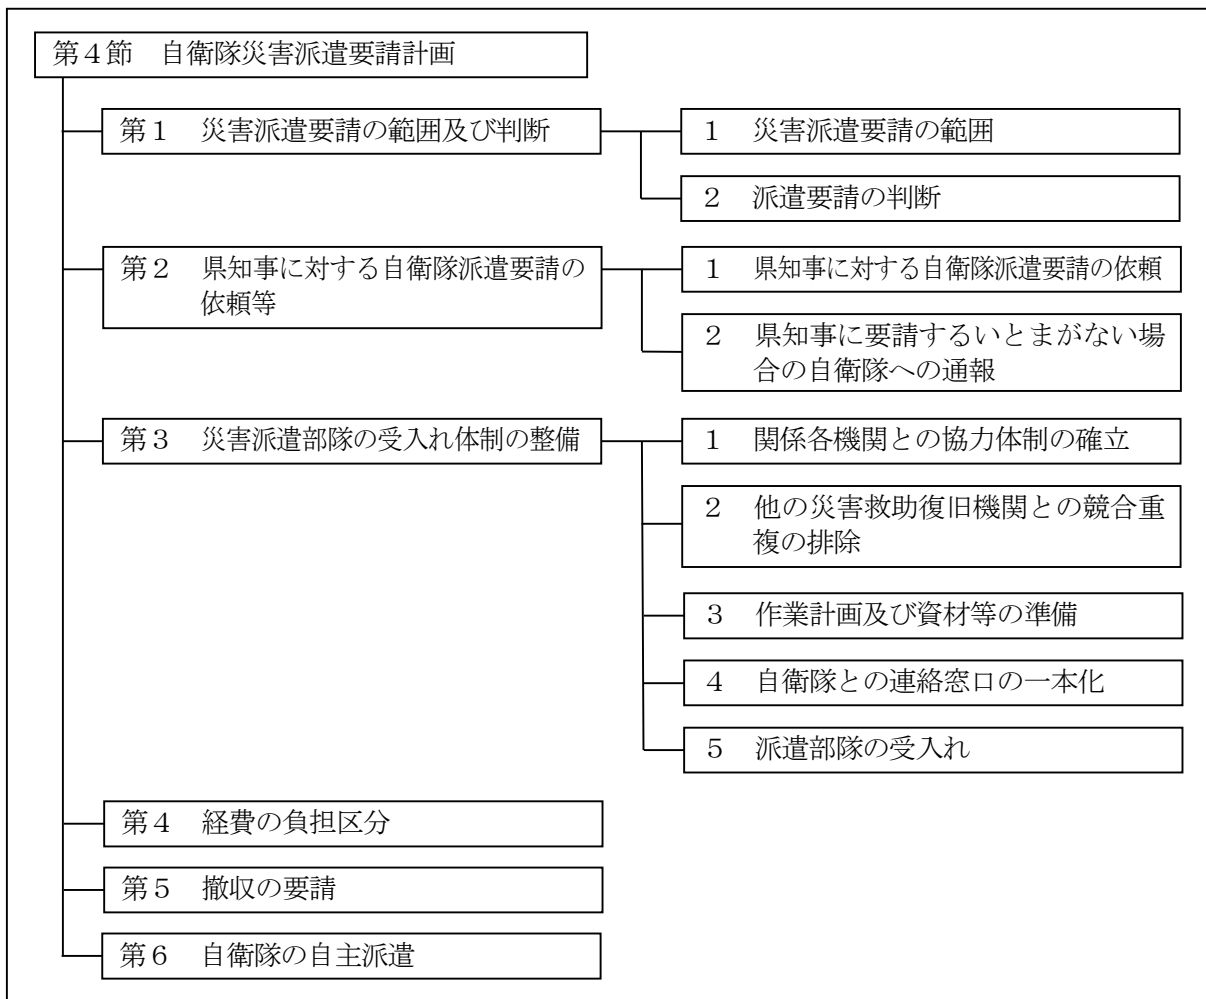 第４節　自衛隊災害派遣要請計画
第１　災害派遣要請の範囲及び判断
１　災害派遣要請の範囲
２　派遣要請の判断
第２　県知事に対する自衛隊派遣要請の
依頼等
１　県知事に対する自衛隊派遣要請の依頼
２　県知事に要請するいとまがない場
合の自衛隊への通報
第３　災害派遣部隊の受入れ体制の整備
１　関係各機関との協力体制の確立
２　他の災害救助復旧機関との競合重
複の排除
３　作業計画及び資材等の準備
４　自衛隊との連絡窓口の一本化
５　派遣部隊の受入れ
第４　経費の負担区分
第５　撤収の要請
第６　自衛隊の自主派遣